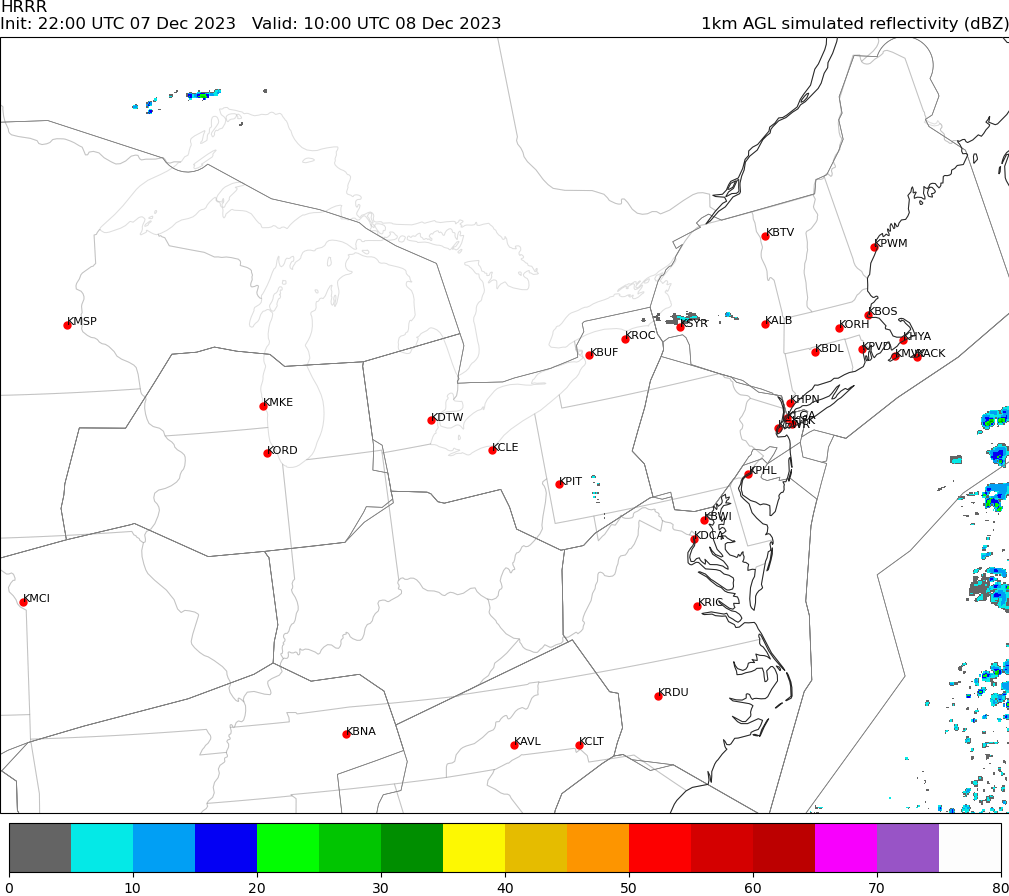 HRRR
Init: 22:00 UTC 07 Dec 2023   Valid: 10:00 UTC 08 Dec 2023   1km AGL simulated reflectivity (dBZ)
KBTV
KPWM
KMSP
KBOS
KSYR
KALB
KORH
KROC
KHYA
KBUF
KBDL
KPVD
KACK
KMKE
KHPN
KDTW
KLGA
KORD
KCLE
KPHL
KPIT
KBWI
KDCA
KMCI
KRIC
KRDU
KBNA
KAVL
KCLT
0 10 20 30 40 50 60 70 80